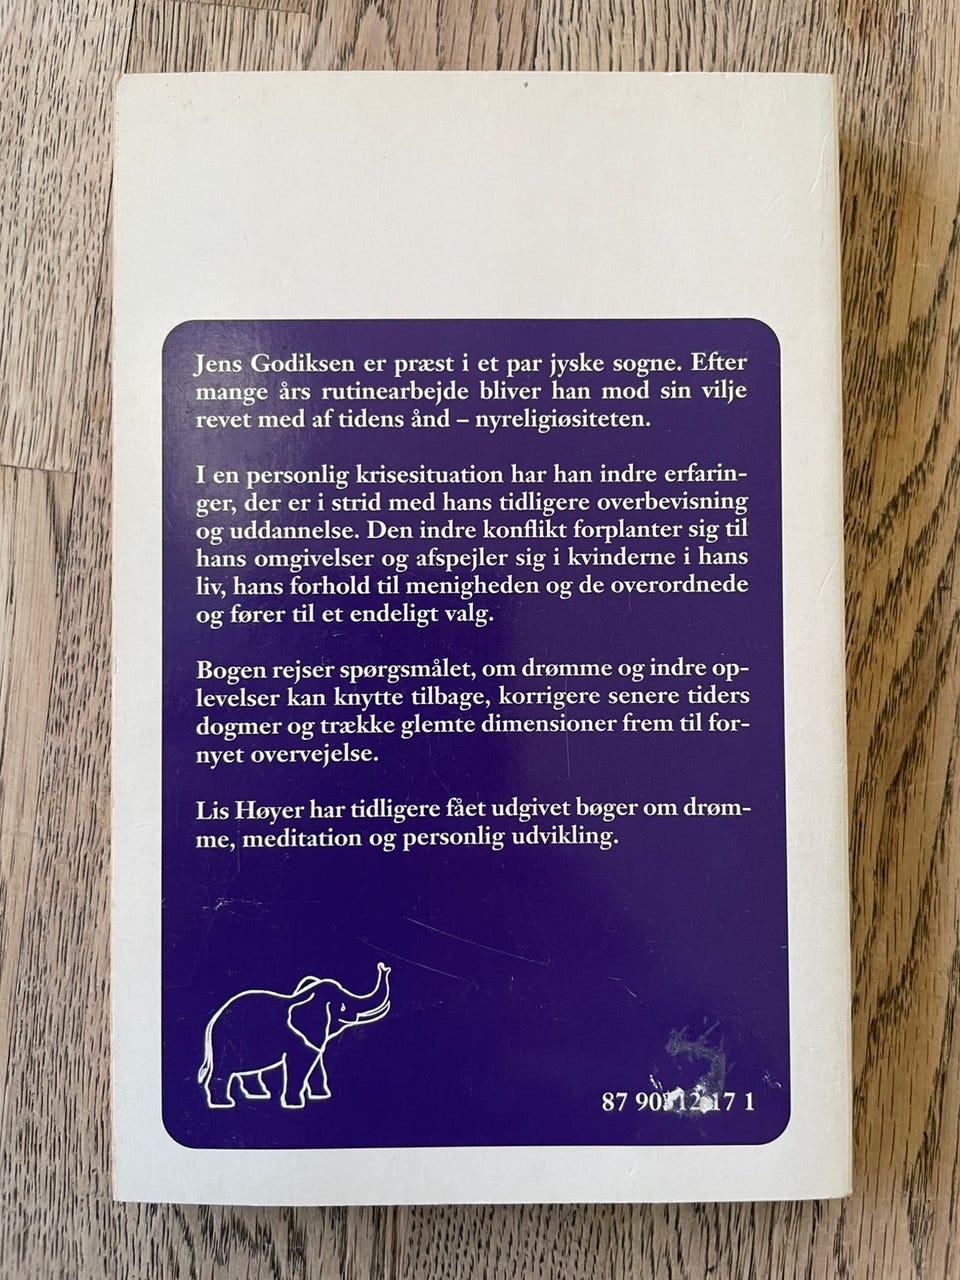 Jens Godiksen er præst i et par jyske sogne. Efter
mange års rutinearbejde bliver han mod sin vilje
revet med af tidens ånd – nyreligiøsiteten.
I en personlig krisesituation har han indre erfarin-
ger, der er i strid med hans tidligere overbevisning
og uddannelse. Den indre konflikt forplanter sig til
hans omgivelser og afspejler sig i kvinderne i hans
liv, hans forhold til menigheden og de overordnede
og fører til et endeligt valg.
Bogen rejser spørgsmålet, om drømme og indre op-
levelser kan knytte tilbage, korrigere senere tiders
dogmer og trække glemte dimensioner frem til for-
nyet overvejelse.
Lis Høyer har tidligere fået udgivet bøger om drøm-
me, meditation og personlig udvikling.
87 17 1